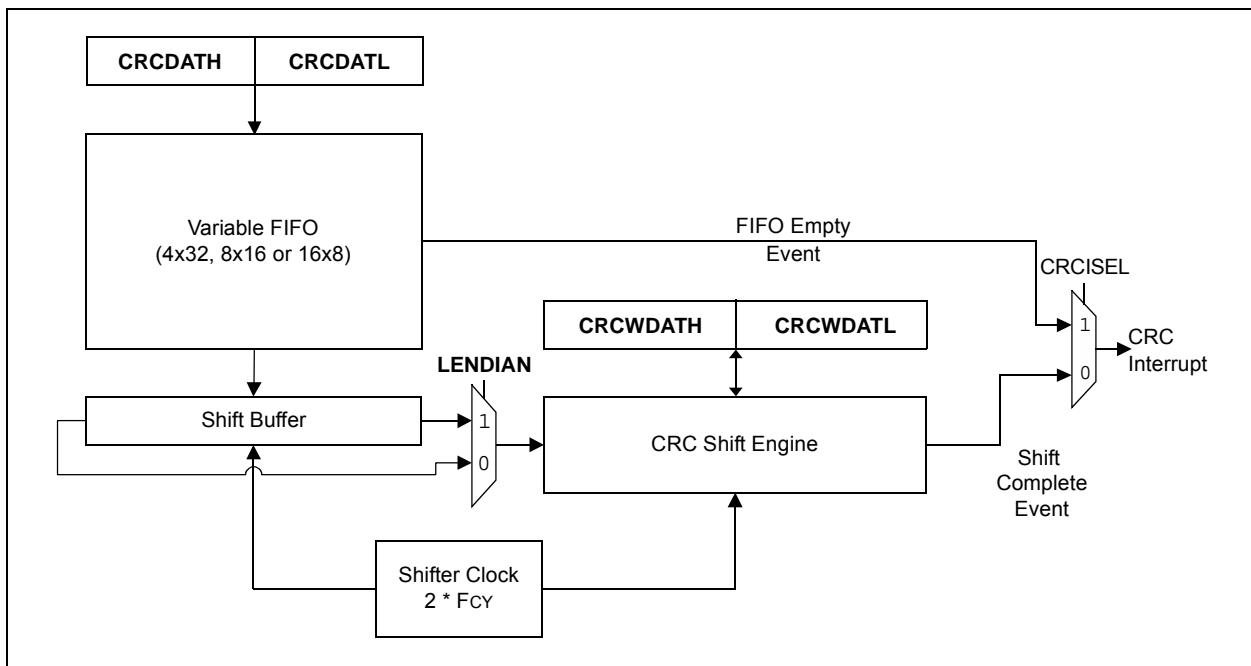 CRCDATH CRCDATL
Variable FIFO
(4x32, 8x16 or 16x8)
FIFO Empty
Event
CRCISEL
1
0
CRC
Interrupt
CRCWDATH CRCWDATL
LENDIAN
1
0
Shift Buffer
CRC Shift Engine
Shift
Complete
Event
Shifter Clock
2 * FCY